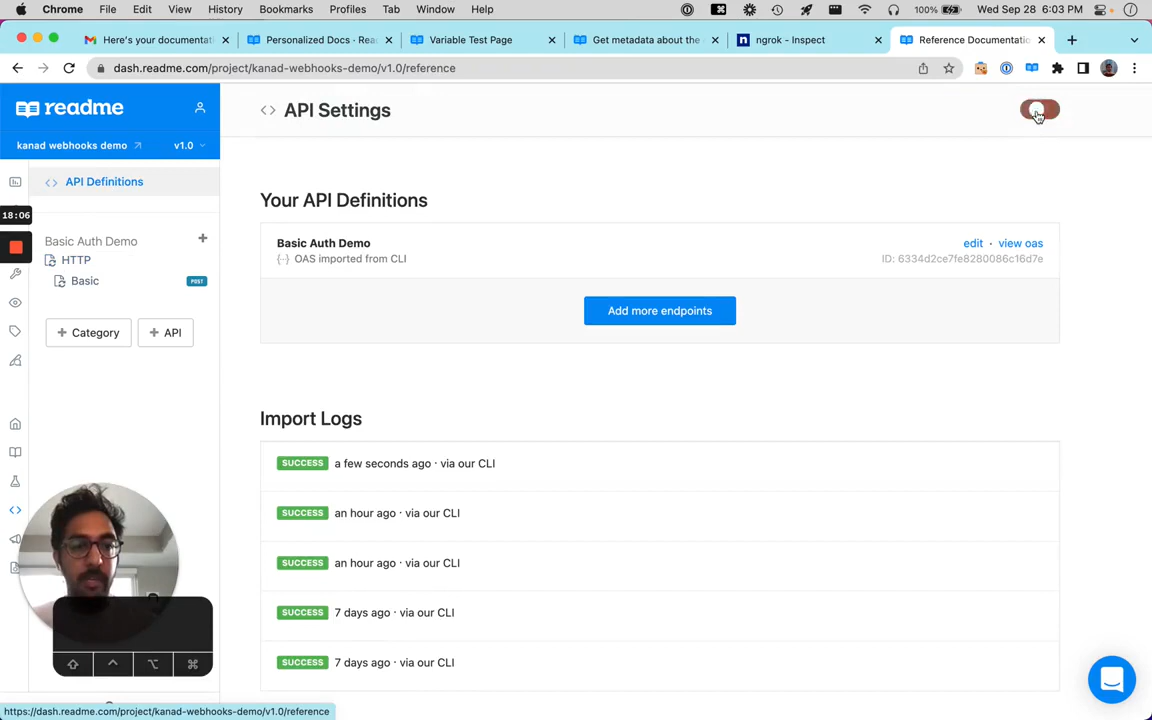 Chrome File Edit View History Bookmarks Profiles Tab Window Help 100% Wed Sep 28 6:03 PM
Here's your documentati Personalized Docs · Rea Variable Test Page Get metadata about the ngrok - Inspect Reference Documentatio
dash.readme.com/project/kanad-webhooks-demo/v1.0/reference
readme
kanad webhooks demo v1.0
API Definitions
18:06
Basic Auth Demo
HTTP
Basic POST
Category API
API Settings
Your API Definitions
Basic Auth Demo edit · view oas
OAS imported from CLI ID: 6334d2ce7fe8280086c16d7e
Add more endpoints
Import Logs
SUCCESS a few seconds ago · via our CLI
SUCCESS an hour ago · via our CLI
SUCCESS an hour ago · via our CLI
SUCCESS 7 days ago · via our CLI
SUCCESS 7 days ago · via our CLI
https://dash.readme.com/project/kanad-webhooks-demo/v1.0/reference